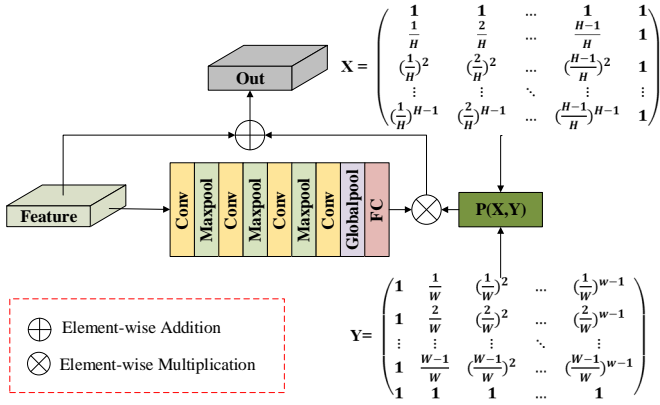 X = ( 1 1 ... 1 1
1/H 2/H ... H−1/H 1
(1/H)² (2/H)² ... (H−1/H)² 1
⋮ ⋮ ⋱ ⋮ ⋮
(1/H)^H−1 (2/H)^H−1 ... (H−1/H)^H−1 1 )
Out
Feature
Conv
Maxpool
Conv
Maxpool
Conv
Maxpool
Conv
Globalpool
FC
P(X,Y)
Y= ( 1 1/W (1/W)² ... (1/W)^w−1
1 2/W (2/W)² ... (2/W)^w−1
⋮ ⋮ ⋮ ⋱ ⋮
1 W−1/W (W−1/W)² ... (W−1/W)^w−1
1 1 1 ... 1 )
Element-wise Addition
Element-wise Multiplication